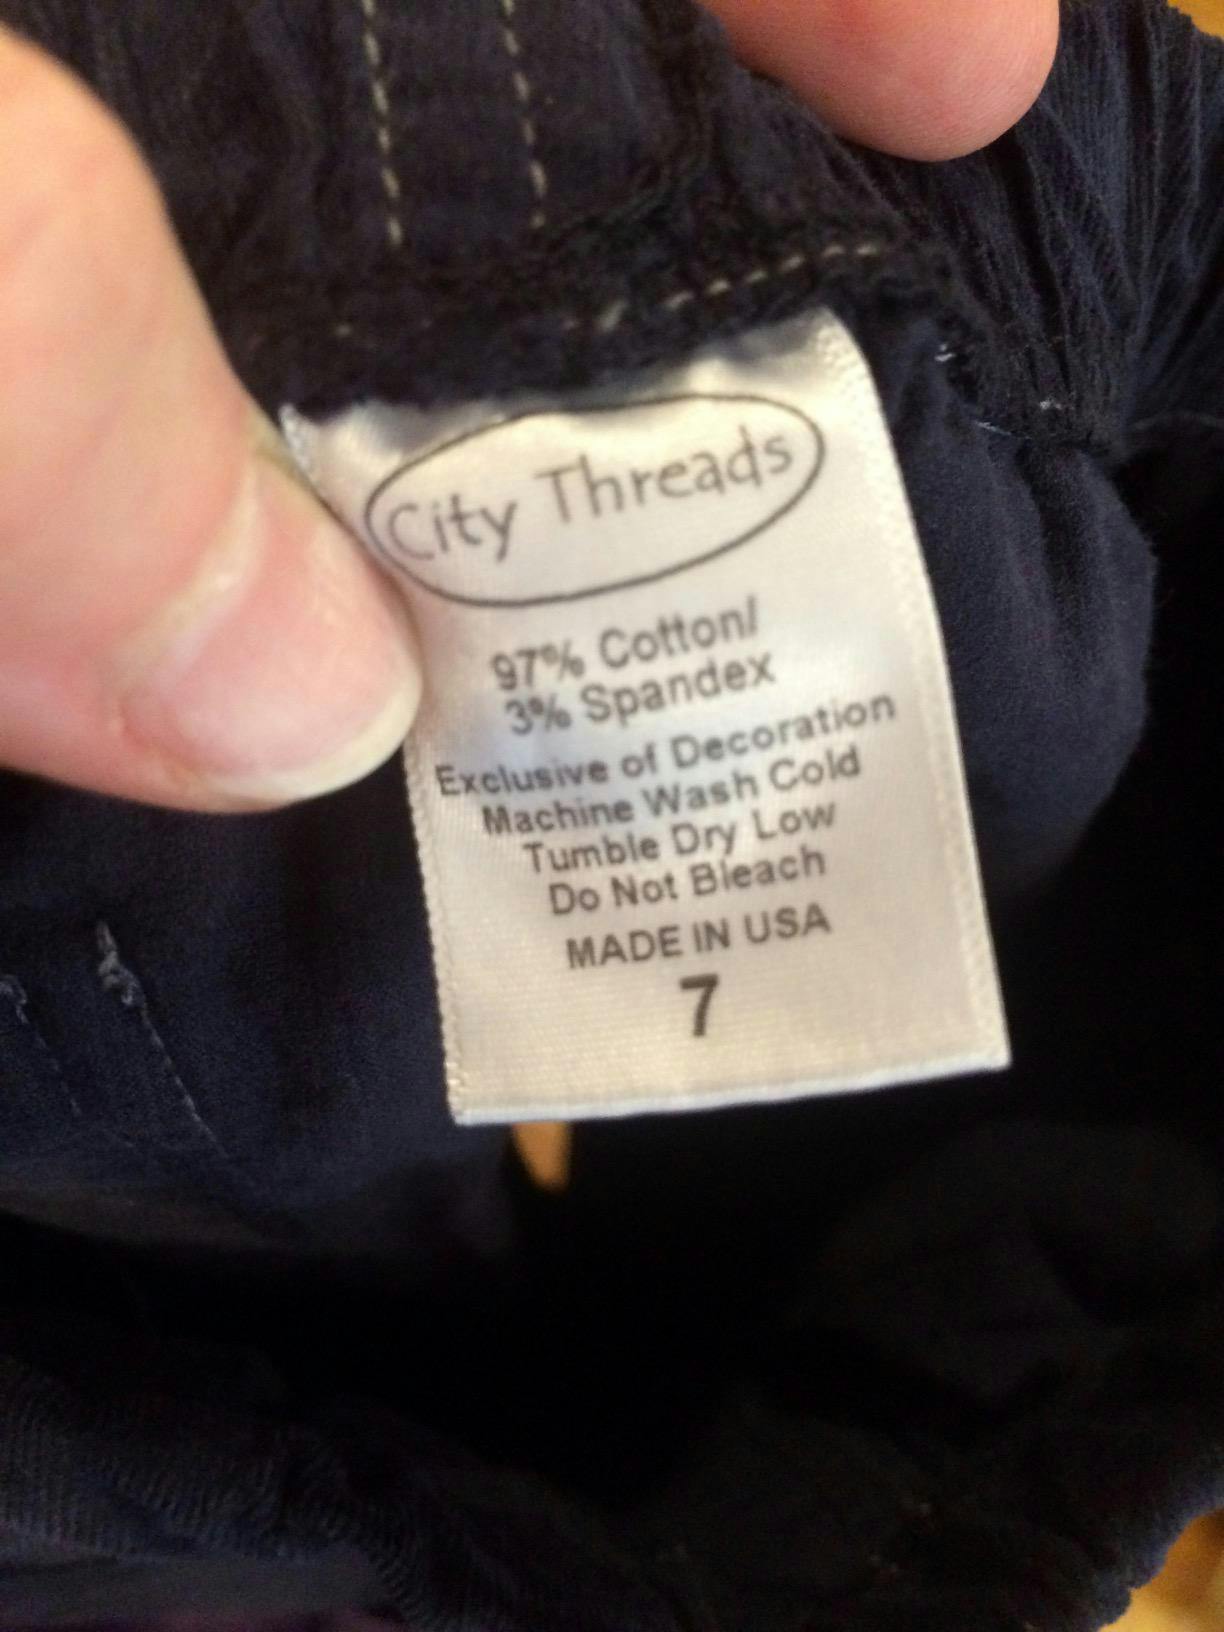 City Threads
97% Cotton/
3% Spandex
Exclusive of Decoration
Machine Wash Cold
Tumble Dry Low
Do Not Bleach
MADE IN USA
7